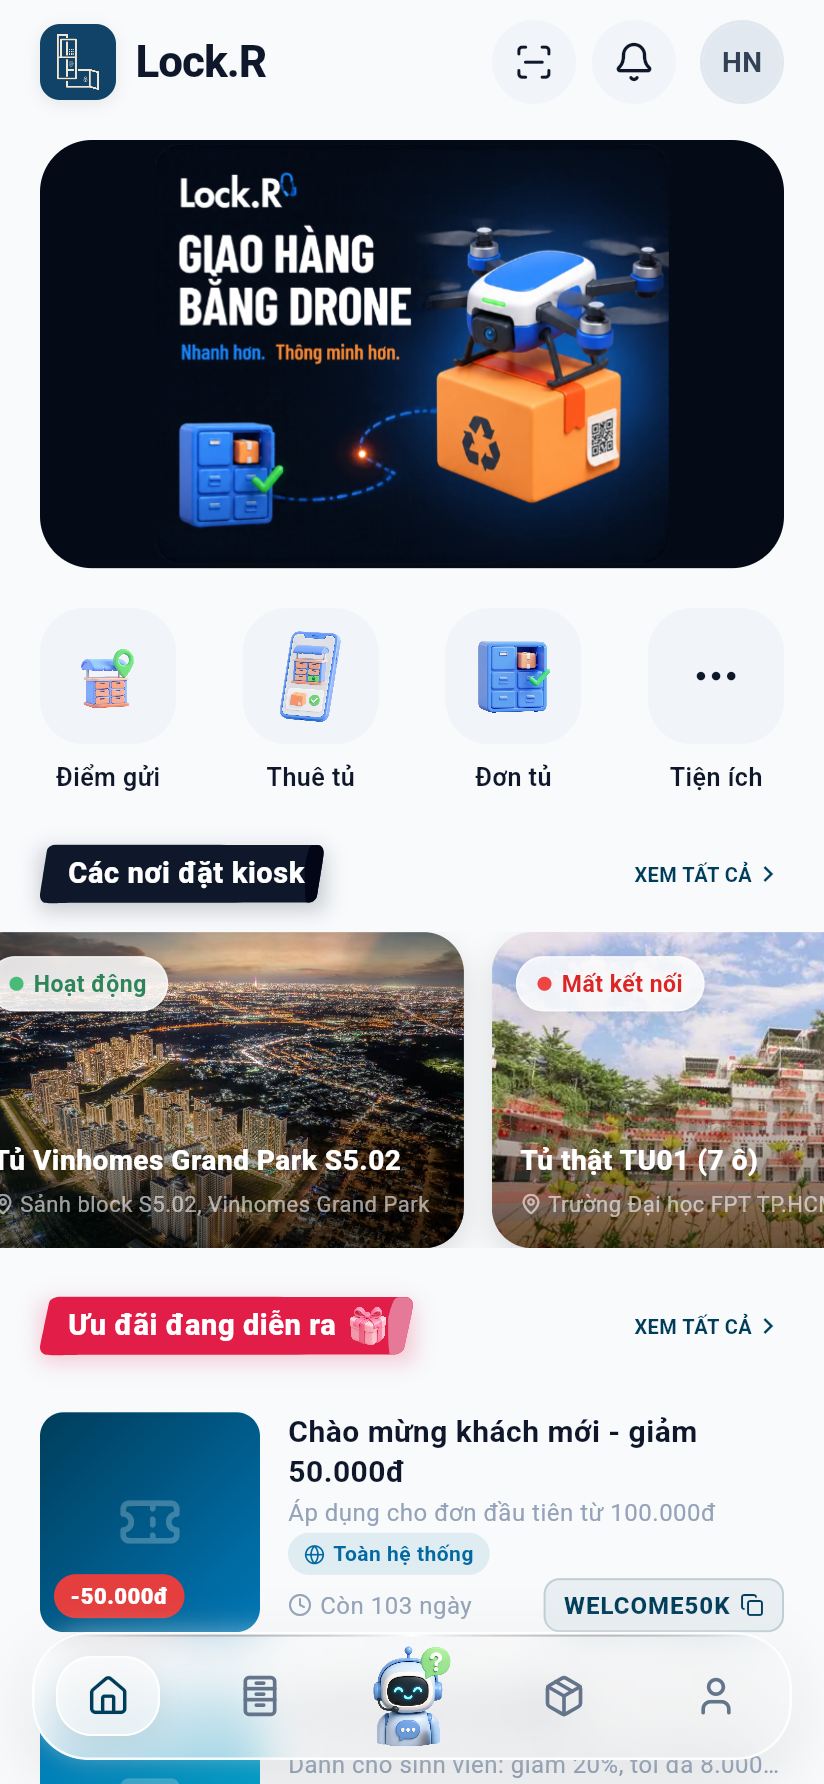 Lock.R
HN
Lock.R
GIAO HÀNG
BẰNG DRONE
Nhanh hơn. Thông minh hơn.
Điểm gửi
Thuê tủ
Đơn tủ
Tiện ích
Các nơi đặt kiosk
XEM TẤT CẢ
Hoạt động
Mất kết nối
Tủ Vinhomes Grand Park S5.02
Sảnh block S5.02, Vinhomes Grand Park
Tủ thật TU01 (7 ô)
Trường Đại học FPT TP.HCM
Ưu đãi đang diễn ra
XEM TẤT CẢ
Chào mừng khách mới - giảm
50.000đ
Áp dụng cho đơn đầu tiên từ 100.000đ
Toàn hệ thống
-50.000đ
Còn 103 ngày
WELCOME50K
?
Dành cho sinh viên: giảm 20%, tối đa 8.000...